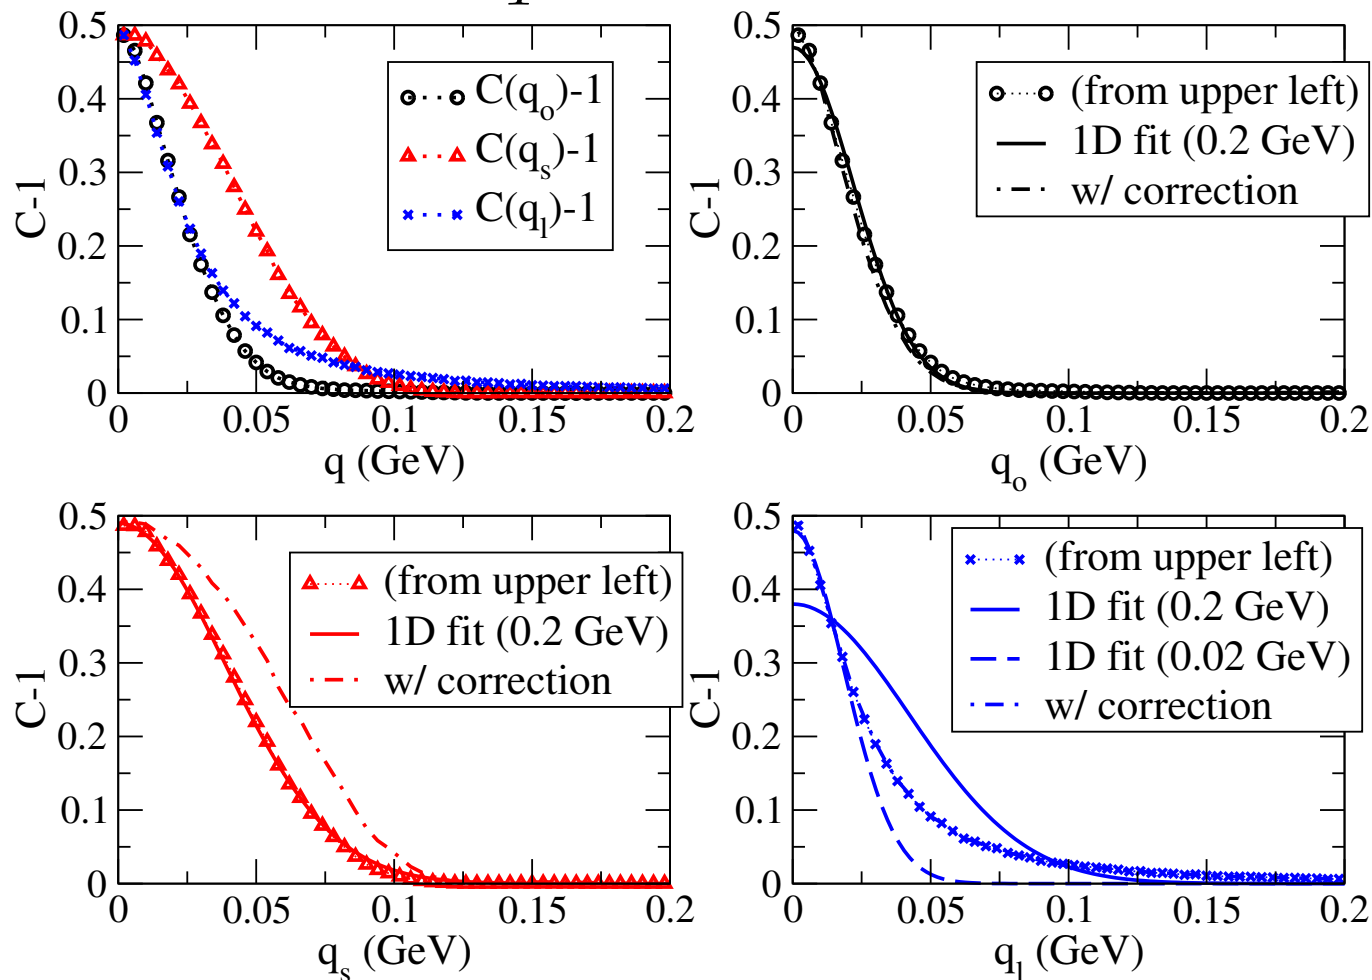 0.5
0.4
0.3
0.2
0.1
0
C-1
C(q_o)-1
C(q_s)-1
C(q_l)-1
0 0.05 0.1 0.15 0.2
q (GeV)
0.5
0.4
0.3
0.2
0.1
0
C-1
(from upper left)
1D fit (0.2 GeV)
w/ correction
0 0.05 0.1 0.15 0.2
q_o (GeV)
0.5
0.4
0.3
0.2
0.1
0
C-1
(from upper left)
1D fit (0.2 GeV)
w/ correction
0 0.05 0.1 0.15 0.2
q_s (GeV)
0.5
0.4
0.3
0.2
0.1
0
C-1
(from upper left)
1D fit (0.2 GeV)
1D fit (0.02 GeV)
w/ correction
0 0.05 0.1 0.15 0.2
q_l (GeV)